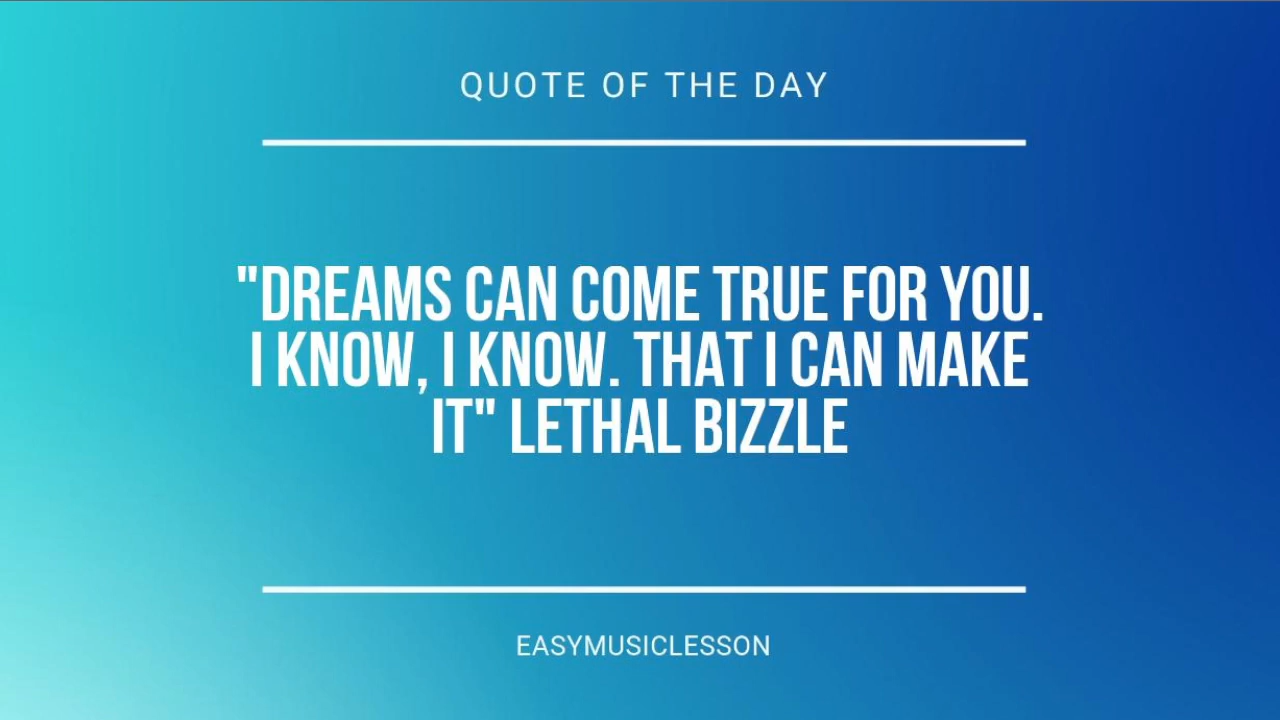 QUOTE OF THE DAY
"DREAMS CAN COME TRUE FOR YOU.
I KNOW, I KNOW. THAT I CAN MAKE
IT" LETHAL BIZZLE
EASYMUSICLESSON